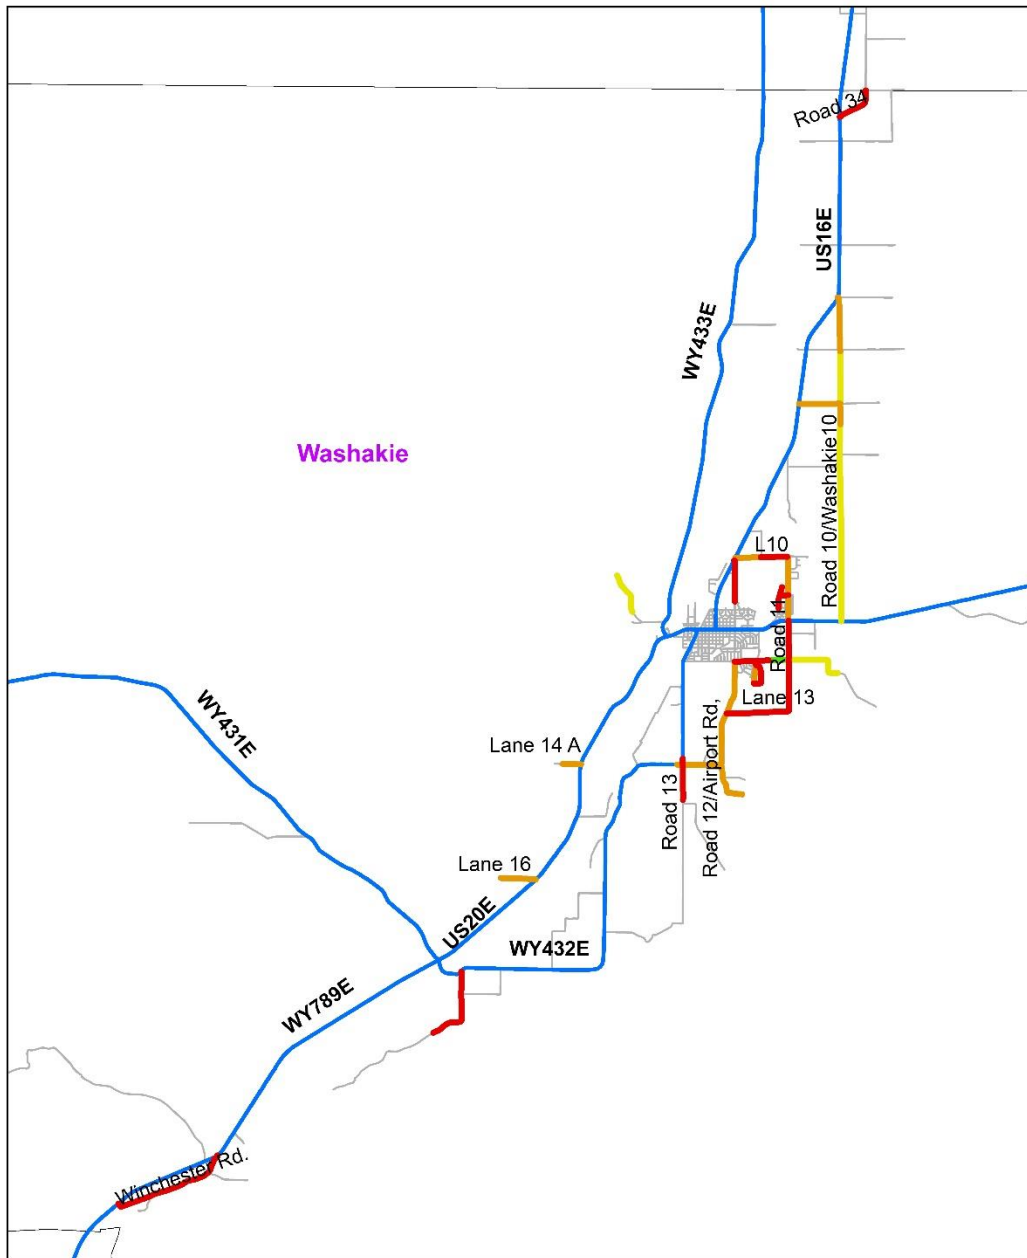 Road 34
US16E
WY433E
Washakie
Road 10/Washakie10
L10
Road 11
WY431E
Lane 13
Lane 14 A
Road 12/Airport Rd,
Road 13
Lane 16
US20E
WY432E
WY789E
Winchester Rd.